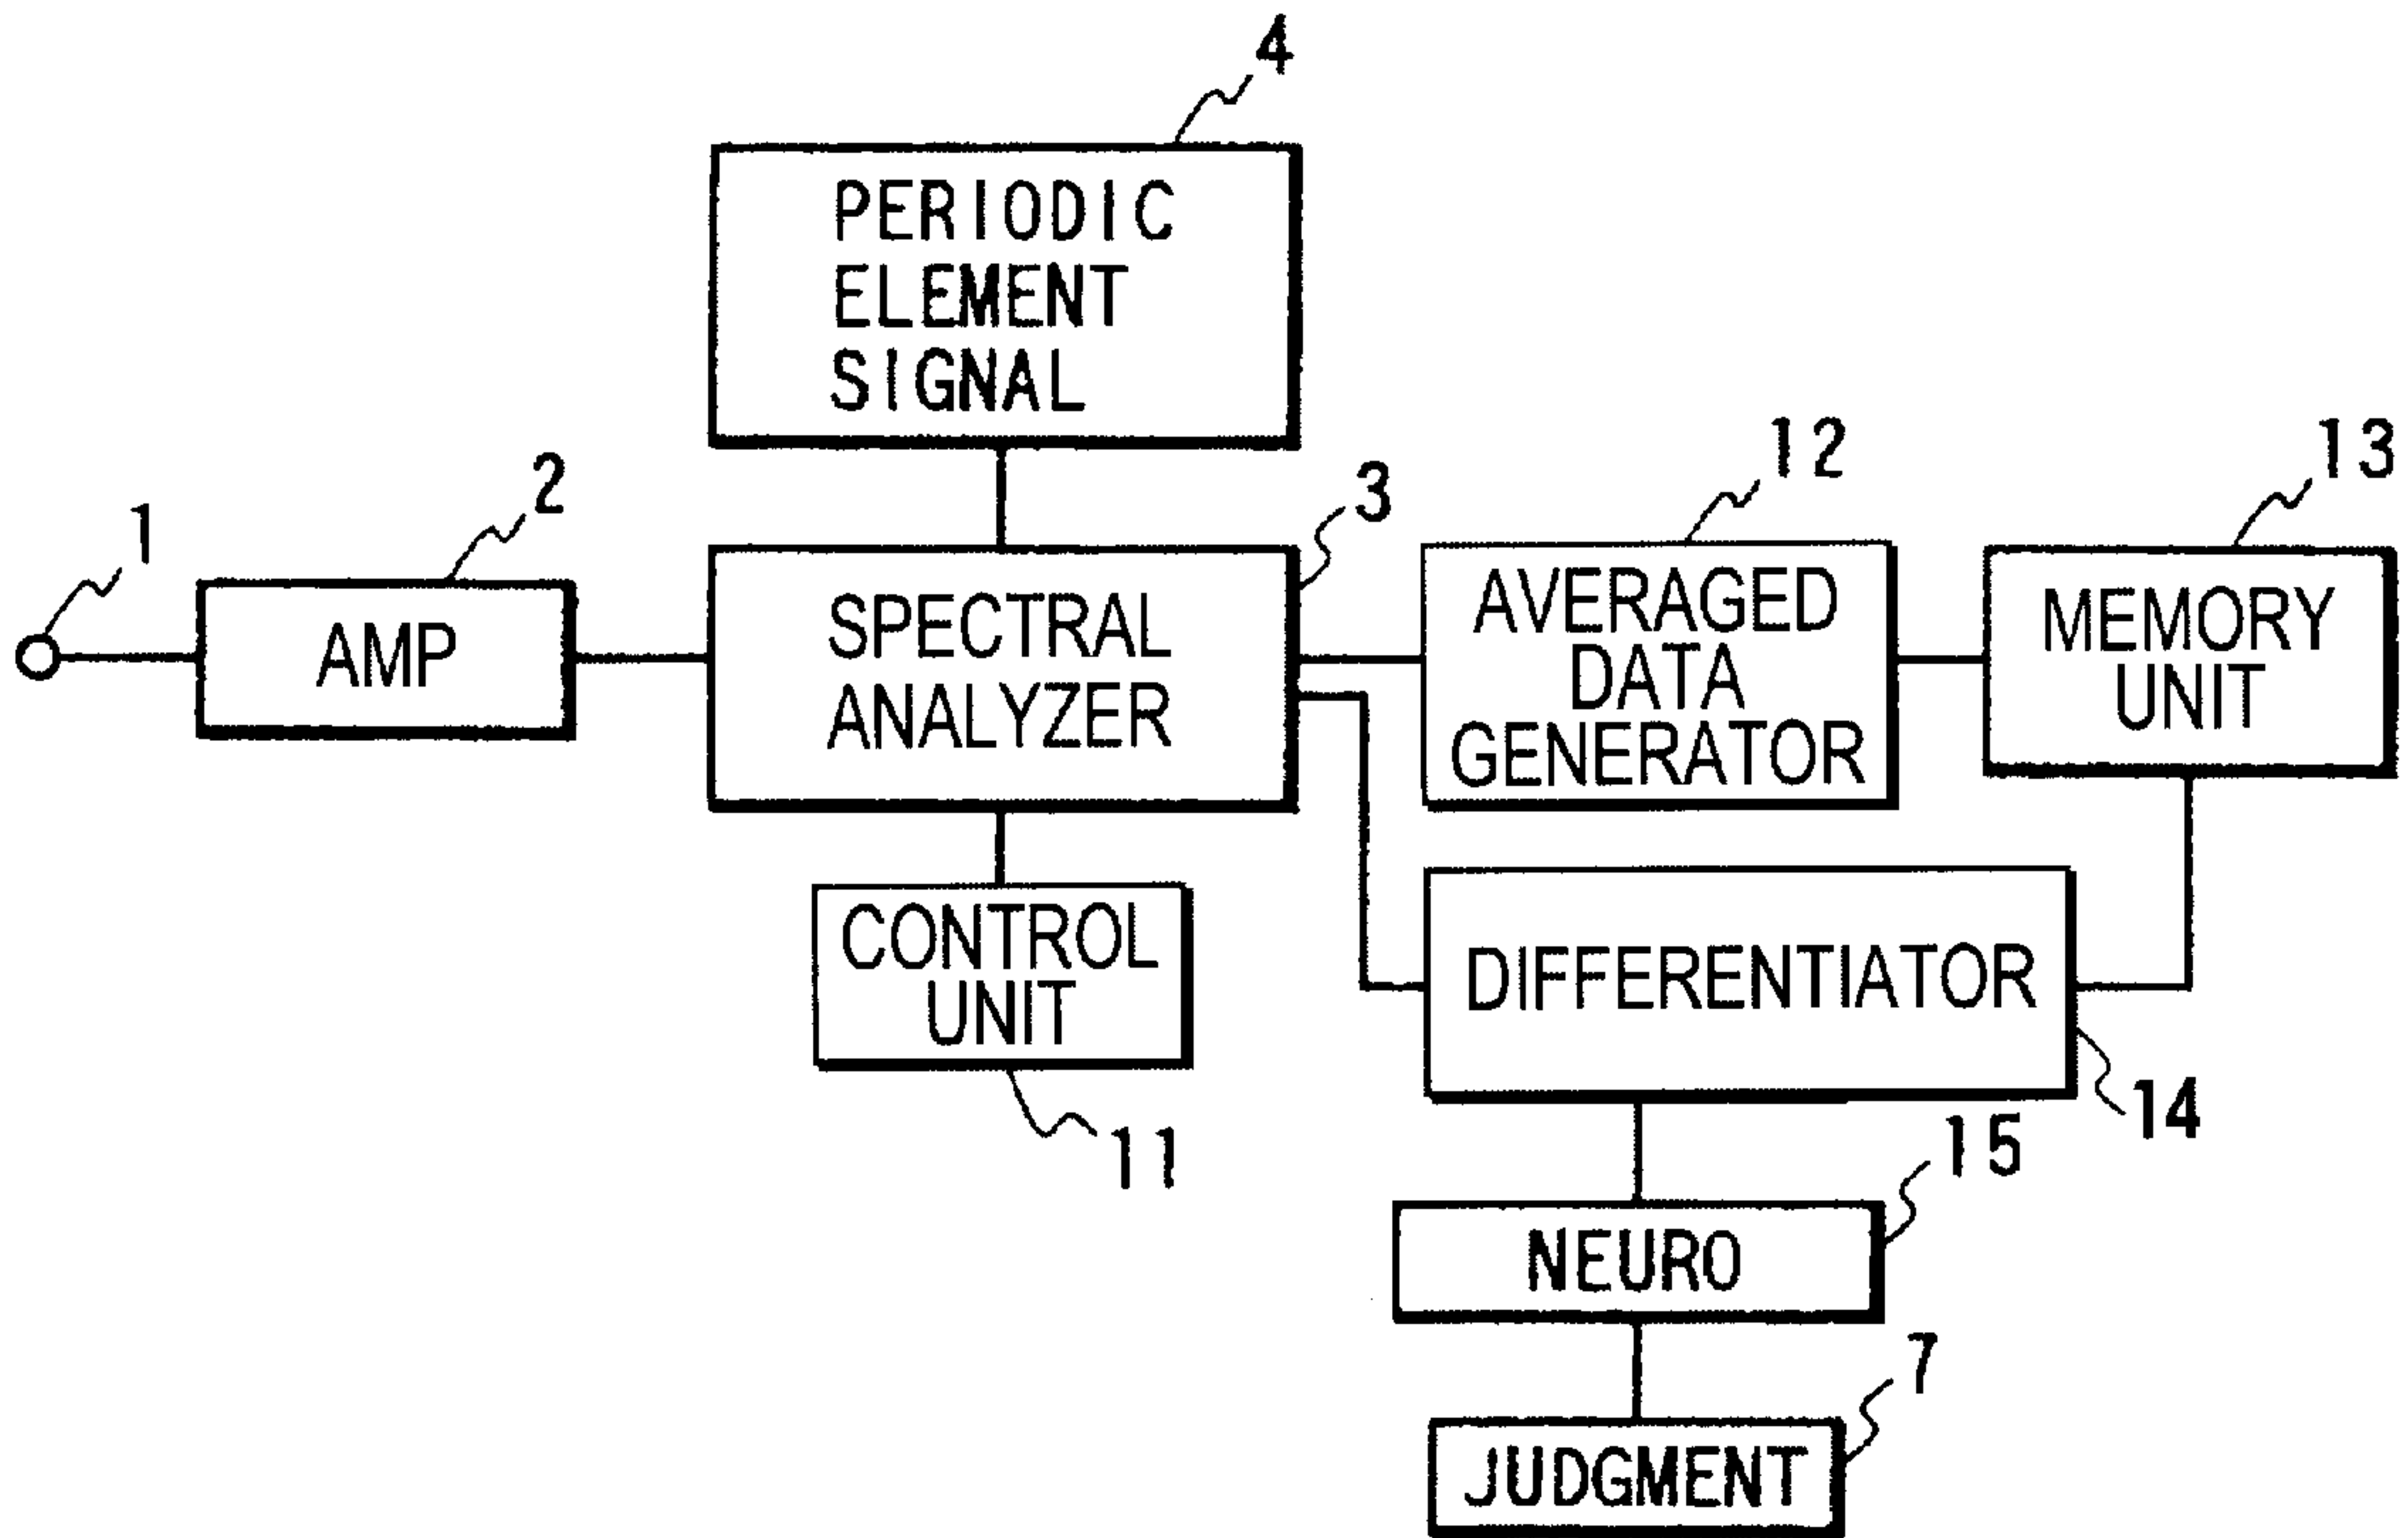 4
PERIODIC
ELEMENT
SIGNAL
1
2
3
12
13
AMP
SPECTRAL
ANALYZER
AVERAGED
DATA
GENERATOR
MEMORY
UNIT
CONTROL
UNIT
11
DIFFERENTIATOR
14
15
NEURO
7
JUDGMENT